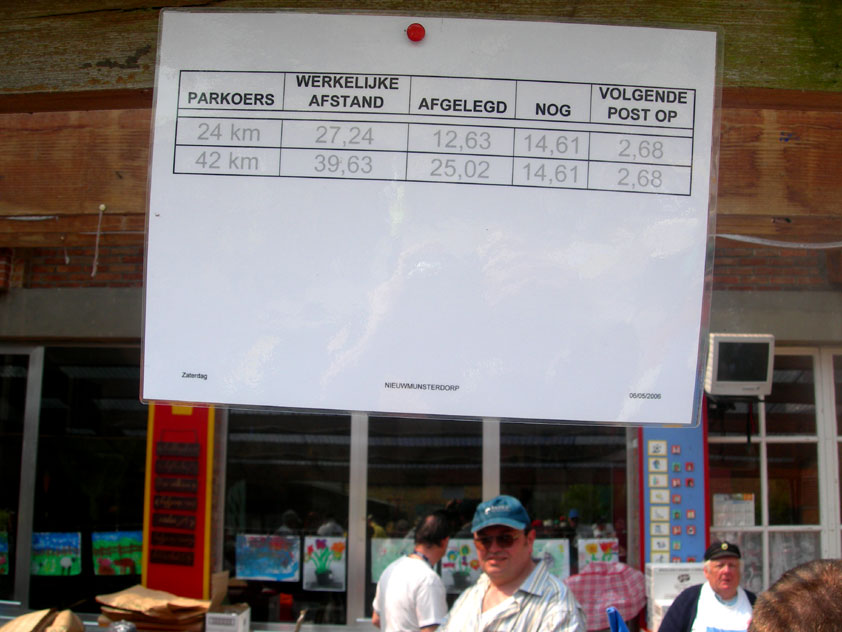 PARKOERS WERKELIJKE AFSTAND AFGELEGD NOG VOLGENDE POST OP
24 km 27,24 12,63 14,61 2,68
42 km 39,63 25,02 14,61 2,68
Zaterdag NIEUWMUNSTERDORP 06/05/2006